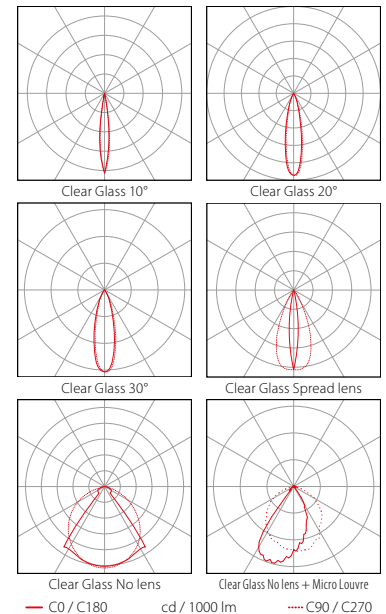 Clear Glass 10°
Clear Glass 20°
Clear Glass 30°
Clear Glass Spread lens
Clear Glass No lens
Clear Glass No lens + Micro Louvre
C0 / C180
cd / 1000 lm
C90 / C270